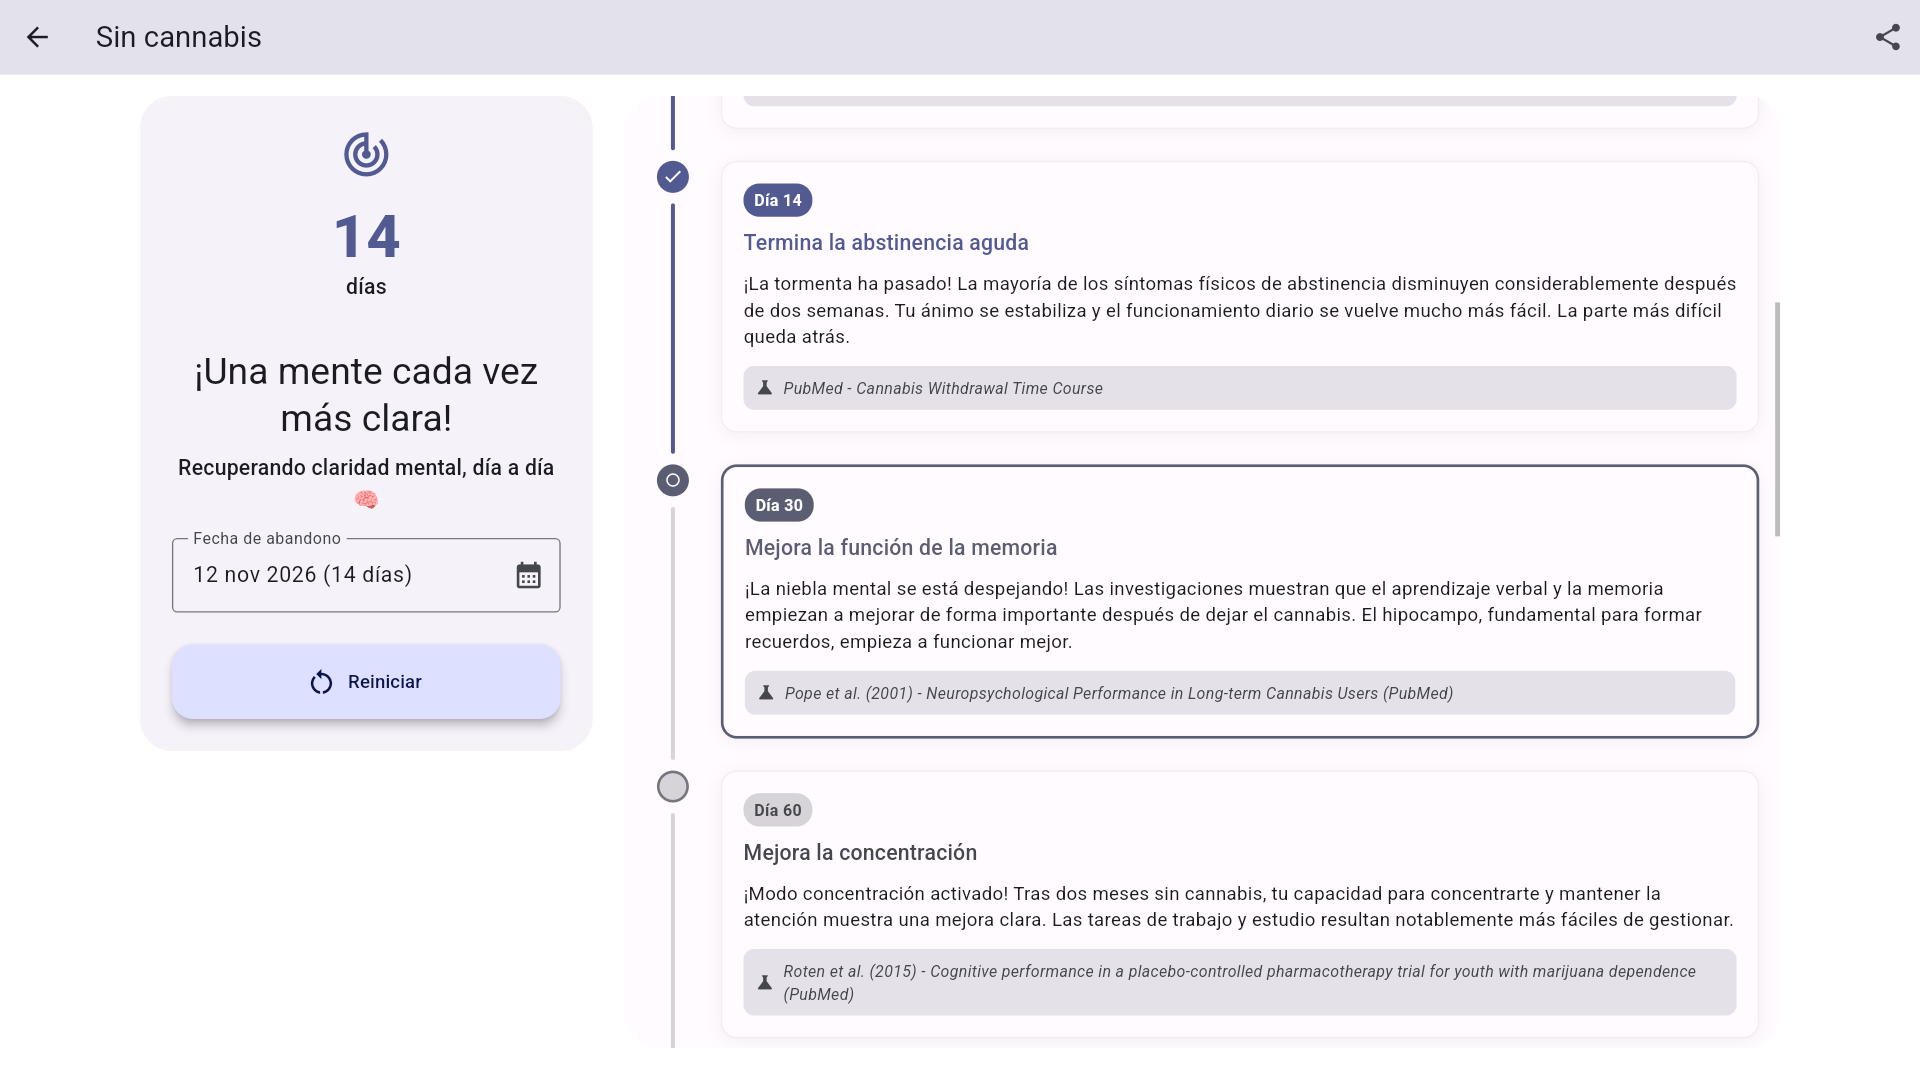 Sin cannabis
14
días
¡Una mente cada vez
más clara!
Recuperando claridad mental, día a día
🧠
Fecha de abandono
12 nov 2026 (14 días)
Reiniciar
Día 14
Termina la abstinencia aguda
¡La tormenta ha pasado! La mayoría de los síntomas físicos de abstinencia disminuyen considerablemente después
de dos semanas. Tu ánimo se estabiliza y el funcionamiento diario se vuelve mucho más fácil. La parte más difícil
queda atrás.
PubMed - Cannabis Withdrawal Time Course
Día 30
Mejora la función de la memoria
¡La niebla mental se está despejando! Las investigaciones muestran que el aprendizaje verbal y la memoria
empiezan a mejorar de forma importante después de dejar el cannabis. El hipocampo, fundamental para formar
recuerdos, empieza a funcionar mejor.
Pope et al. (2001) - Neuropsychological Performance in Long-term Cannabis Users (PubMed)
Día 60
Mejora la concentración
¡Modo concentración activado! Tras dos meses sin cannabis, tu capacidad para concentrarte y mantener la
atención muestra una mejora clara. Las tareas de trabajo y estudio resultan notablemente más fáciles de gestionar.
Roten et al. (2015) - Cognitive performance in a placebo-controlled pharmacotherapy trial for youth with marijuana dependence
(PubMed)